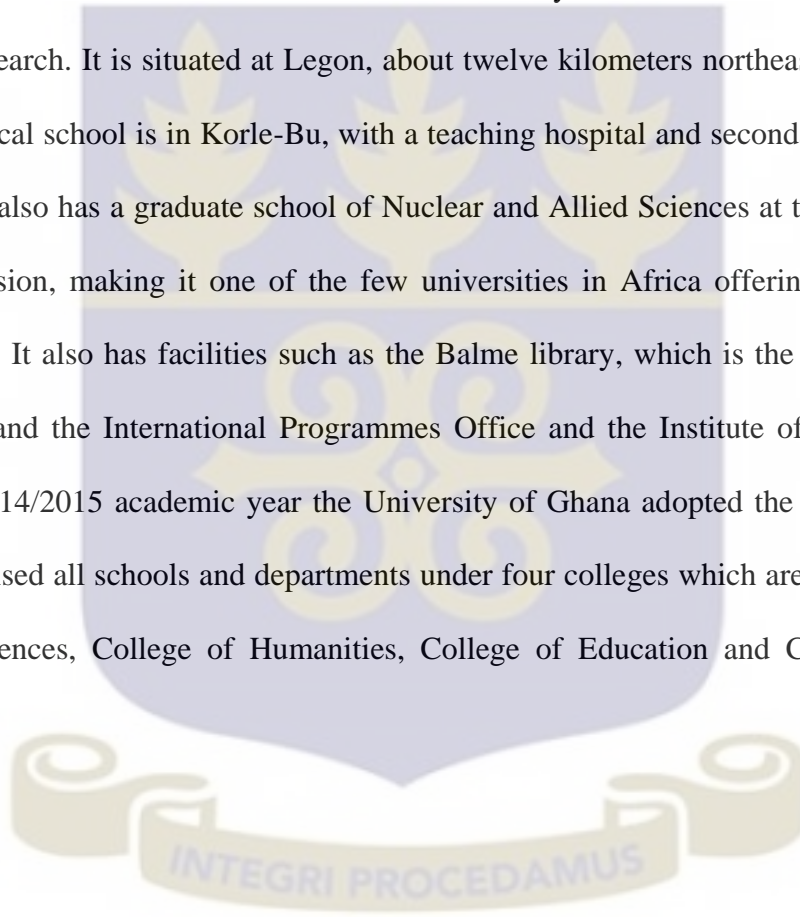 earch. It is situated at Legon, about twelve kilometers northeas
cal school is in Korle-Bu, with a teaching hospital and second
also has a graduate school of Nuclear and Allied Sciences at t
sion, making it one of the few universities in Africa offerin
It also has facilities such as the Balme library, which is the
and the International Programmes Office and the Institute of
14/2015 academic year the University of Ghana adopted the
sed all schools and departments under four colleges which are
ences, College of Humanities, College of Education and C
INTEGRI PROCEDAMUS